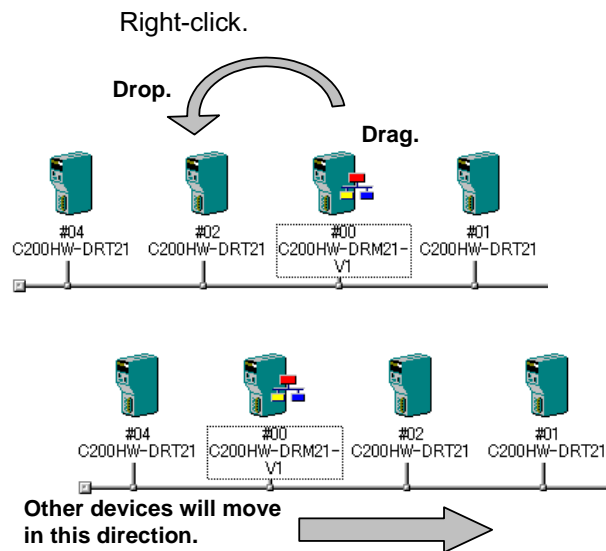 Right-click.
Drop.
Drag.
#04
C200HW-DRT21
#02
C200HW-DRT21
#00
C200HW-DRM21-
V1
#01
C200HW-DRT21
#04
C200HW-DRT21
#00
C200HW-DRM21-
V1
#02
C200HW-DRT21
#01
C200HW-DRT21
Other devices will move
in this direction.